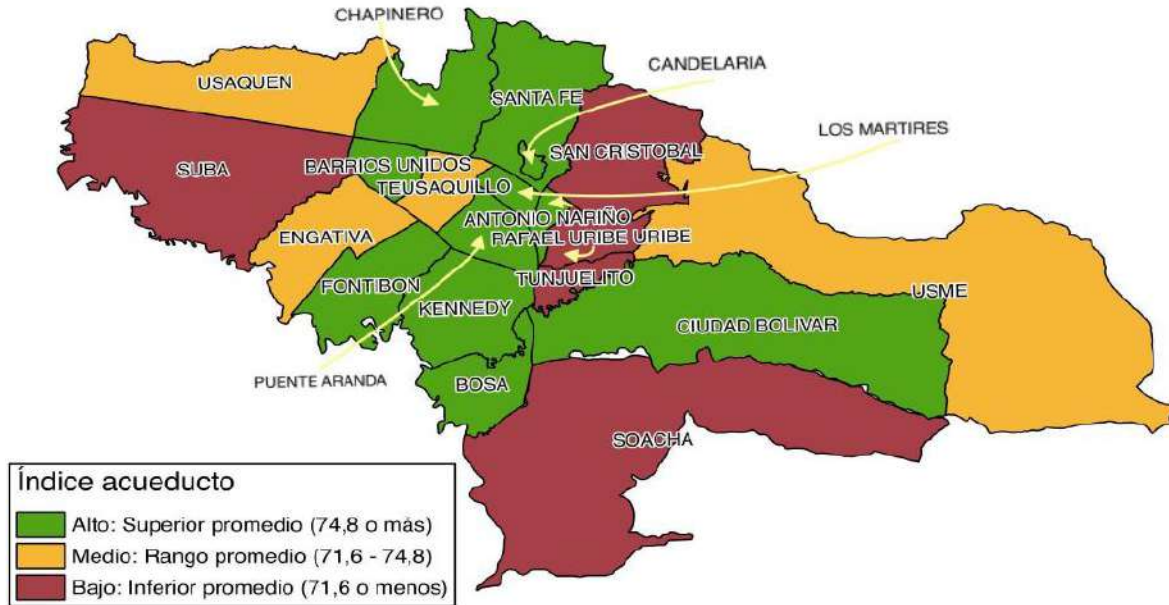 CHAPINERO
CANDELARIA
USAQUEN
SANTA FE
LOS MARTIRES
SAN CRISTOBAL
SUBA
BARRIOS UNIDOS
TEUSAQUILLO
ANTONIO NARIÑO
ENGATIVA
RAFAEL URIBE URIBE
FONTIBON
TUNJUELITO
USME
KENNEDY
CIUDAD BOLIVAR
PUENTE ARANDA
BOSA
SOACHA
Índice acueducto
Alto: Superior promedio (74,8 o más)
Medio: Rango promedio (71,6 - 74,8)
Bajo: Inferior promedio (71,6 o menos)